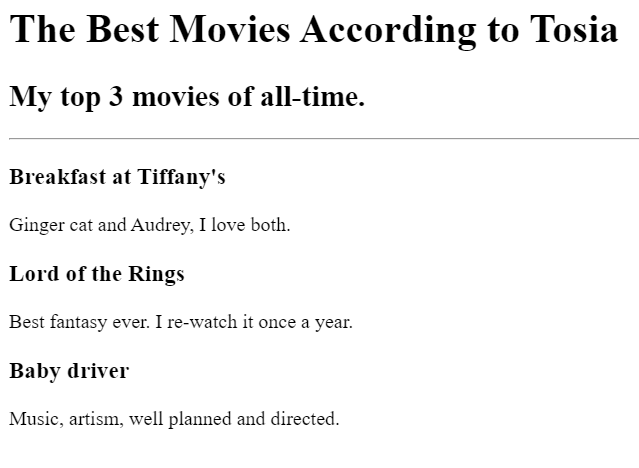 The Best Movies According to Tosia
My top 3 movies of all-time.
Breakfast at Tiffany's
Ginger cat and Audrey, I love both.
Lord of the Rings
Best fantasy ever. I re-watch it once a year.
Baby driver
Music, artism, well planned and directed.